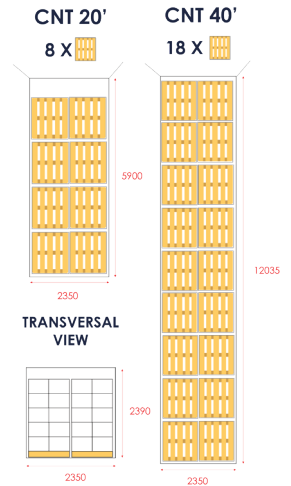 CNT 20’
8 X
5900
2350
CNT 40’
18 X
12035
2350
TRANSVERSAL
VIEW
2390
2350